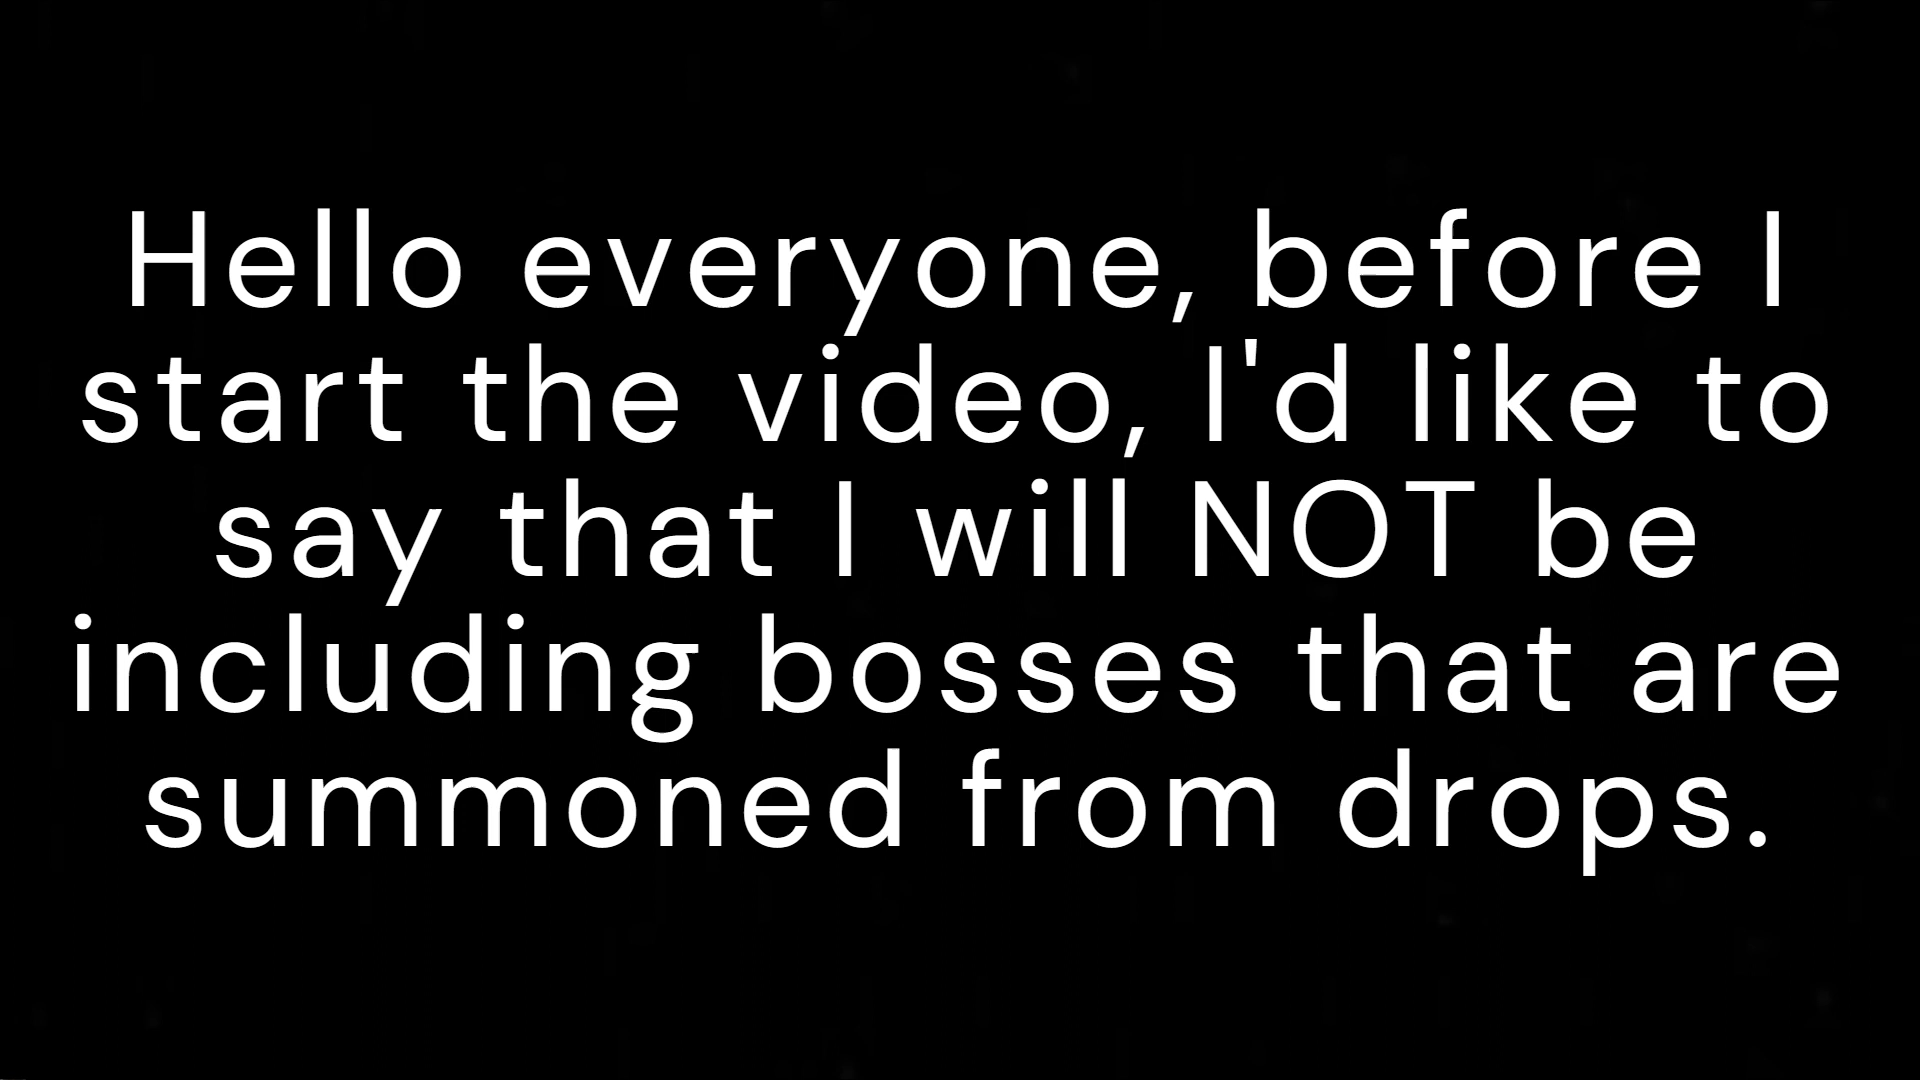 Hello everyone, before I
start the video, I'd like to
say that I will NOT be
including bosses that are
summoned from drops.